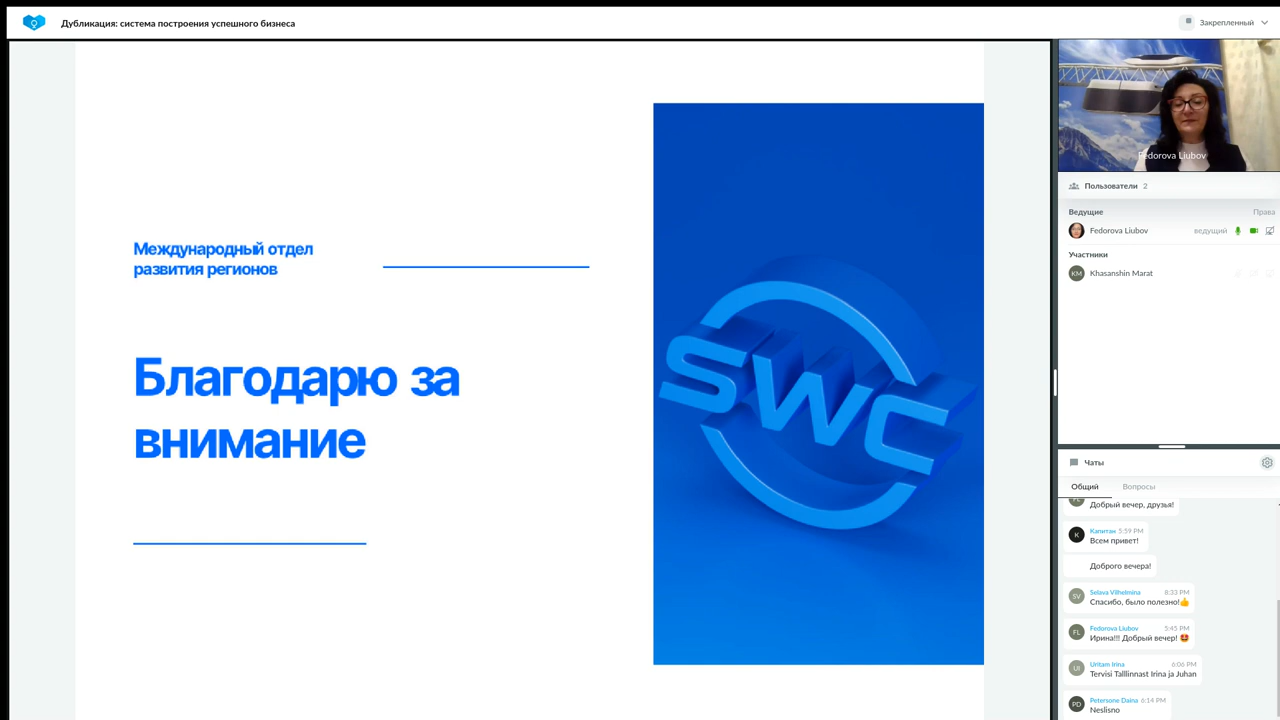 Дубликация: система построения успешного бизнеса
Закрепленный
Международный отдел
развития регионов
Благодарю за
внимание
SWC
Fedorova Liubov
Пользователи 2
Ведущие Права
Fedorova Liubov ведущий
Участники
KM Khasanshin Marat
Чаты
Общий Вопросы
Добрый вечер, друзья!
K Капитан 5:59 PM
Всем привет!
Доброго вечера!
SV Selava Vilhelmina 8:33 PM
Спасибо, было полезно!👍
FL Fedorova Liubov 5:45 PM
Ирина!!! Добрый вечер! 🤩
UI Uritam Irina 6:06 PM
Tervisi Talllinnast Irina ja Juhan
PD Petersone Daina 6:14 PM
Neslisno